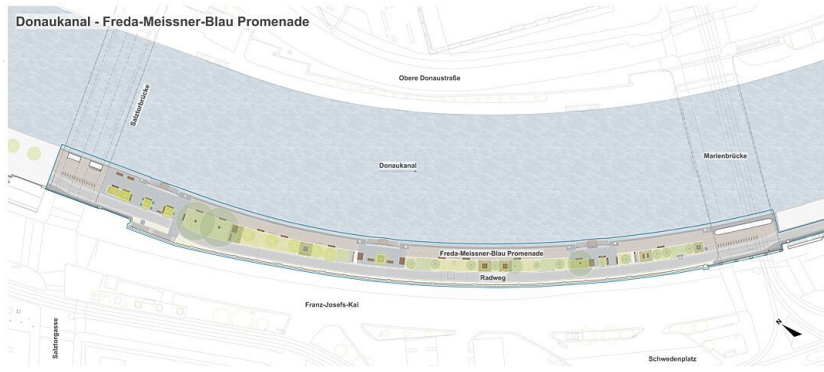 Donaukanal - Freda-Meissner-Blau Promenade
Obere Donaustraße
Salztorbrücke
Marienbrücke
Donaukanal
Freda-Meissner-Blau Promenade
Radweg
Franz-Josefs-Kai
Salztorgasse
Schwedenplatz
N